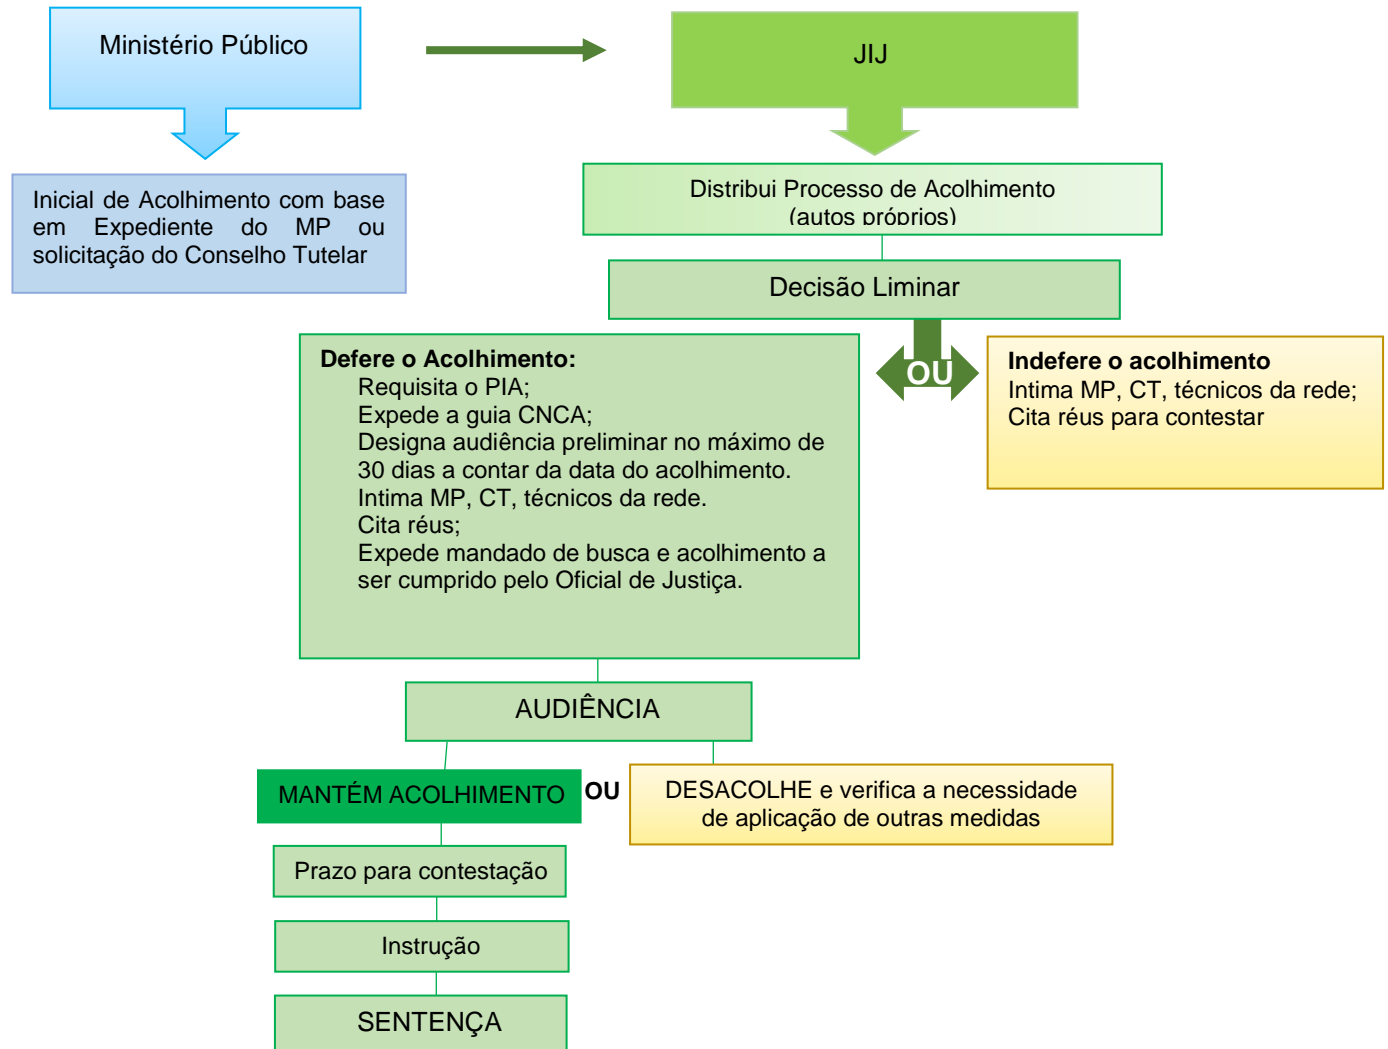 Ministério Público
JIJ
Inicial de Acolhimento com base
em Expediente do MP ou
solicitação do Conselho Tutelar
Distribui Processo de Acolhimento
(autos próprios)
Decisão Liminar
OU
Defere o Acolhimento:
Requisita o PIA;
Expede a guia CNCA;
Designa audiência preliminar no máximo de
30 dias a contar da data do acolhimento.
Intima MP, CT, técnicos da rede.
Cita réus;
Expede mandado de busca e acolhimento a
ser cumprido pelo Oficial de Justiça.
Indefere o acolhimento
Intima MP, CT, técnicos da rede;
Cita réus para contestar
AUDIÊNCIA
MANTÉM ACOLHIMENTO
OU
DESACOLHE e verifica a necessidade
de aplicação de outras medidas
Prazo para contestação
Instrução
SENTENÇA